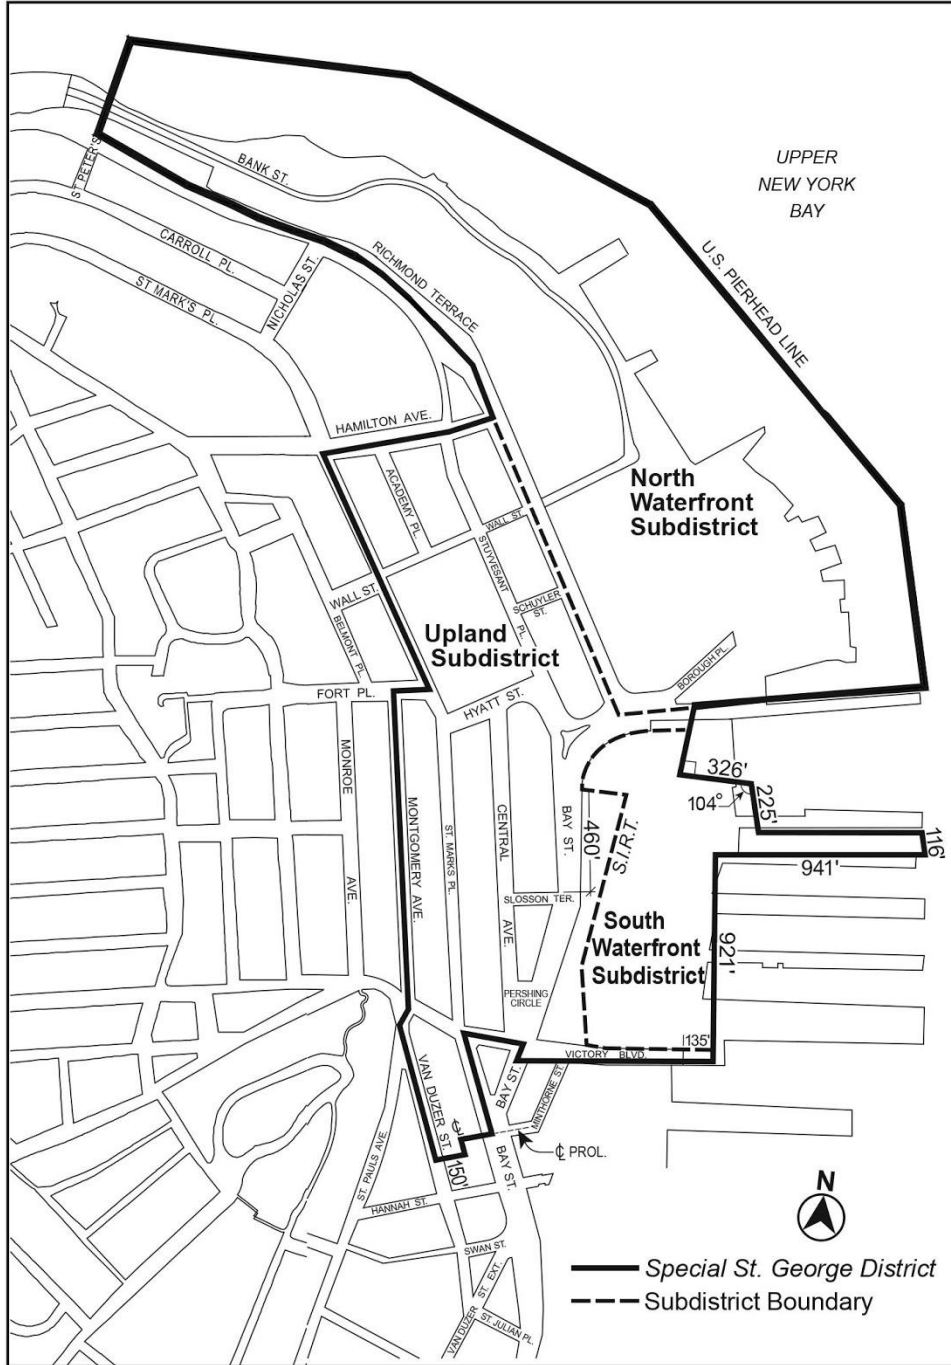 UPPER
NEW YORK
BAY
ST PETER'S
BANK ST.
CARROLL PL.
NICHOLAS ST.
ST MARK'S PL.
RICHMOND TERRACE
U.S. PIERHEAD LINE
HAMILTON AVE.
North
Waterfront
Subdistrict
ACADEMY PL.
WALL ST.
STUYVESANT
PL.
SCHUYLER
ST.
WALL ST.
BELMONT PL.
Upland
Subdistrict
BOROUGH PL.
FORT PL.
HYATT ST.
MONROE
AVE.
MONTGOMERY AVE.
ST. MARKS PL.
CENTRAL
AVE.
BAY ST.
460'
S.I.R.T.
326'
104°
225'
116'
941'
SLOSSON TER.
South
Waterfront
Subdistrict
921'
PERSHING
CIRCLE
135'
VICTORY BLVD.
VAN DUZER ST.
BAY ST.
MINTHORNE ST.
℄
℄ PROL.
150'
BAY ST.
ST. PAULS AVE.
HANNAH ST.
SWAN ST.
VAN DUZER ST. EXT.
ST. JULIAN PL.
N
Special St. George District
Subdistrict Boundary